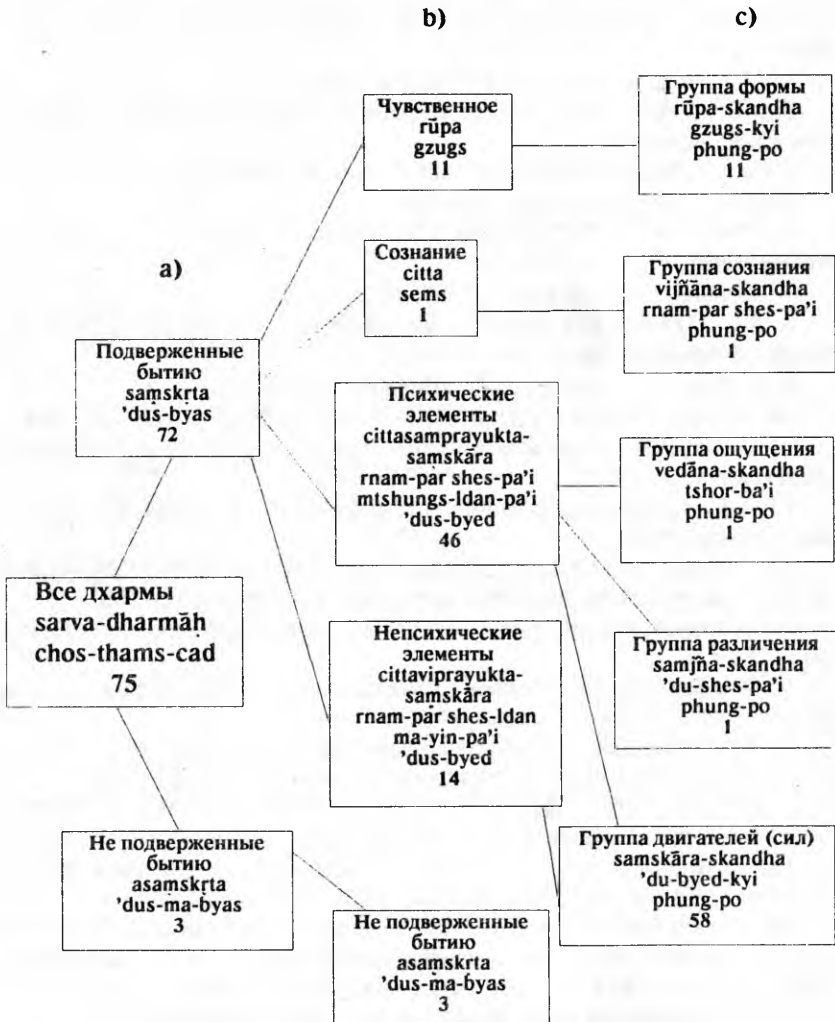 b)
c)
a)
Все дхармы
sarva-dharmāḥ
chos-thams-cad
75
Подверженные
бытию
saṃskṛta
'dus-byas
72
Не подверженные
бытию
asaṃskṛta
'dus-ma-byas
3
Чувственное
rūpa
gzugs
11
Сознание
citta
sems
1
Психические
элементы
cittasamprayukta-
saṃskāra
rnam-par shes-pa'i
mtshungs-ldan-pa'i
'dus-byed
46
Непсихические
элементы
cittaviprayukta-
saṃskāra
rnam-par shes-ldan
ma-yin-pa'i
'dus-byed
14
Не подверженные
бытию
asaṃskṛta
'dus-ma-byas
3
Группа формы
rūpa-skandha
gzugs-kyi
phung-po
11
Группа сознания
vijñāna-skandha
rnam-par shes-pa'i
phung-po
1
Группа ощущения
vedāna-skandha
tshor-ba'i
phung-po
1
Группа различения
samjña-skandha
'du-shes-pa'i
phung-po
1
Группа двигателей (сил)
samskāra-skandha
'du-byed-kyi
phung-po
58